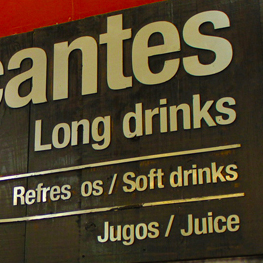 cantes
Long drinks
Refres os / Soft drinks
Jugos / Juice